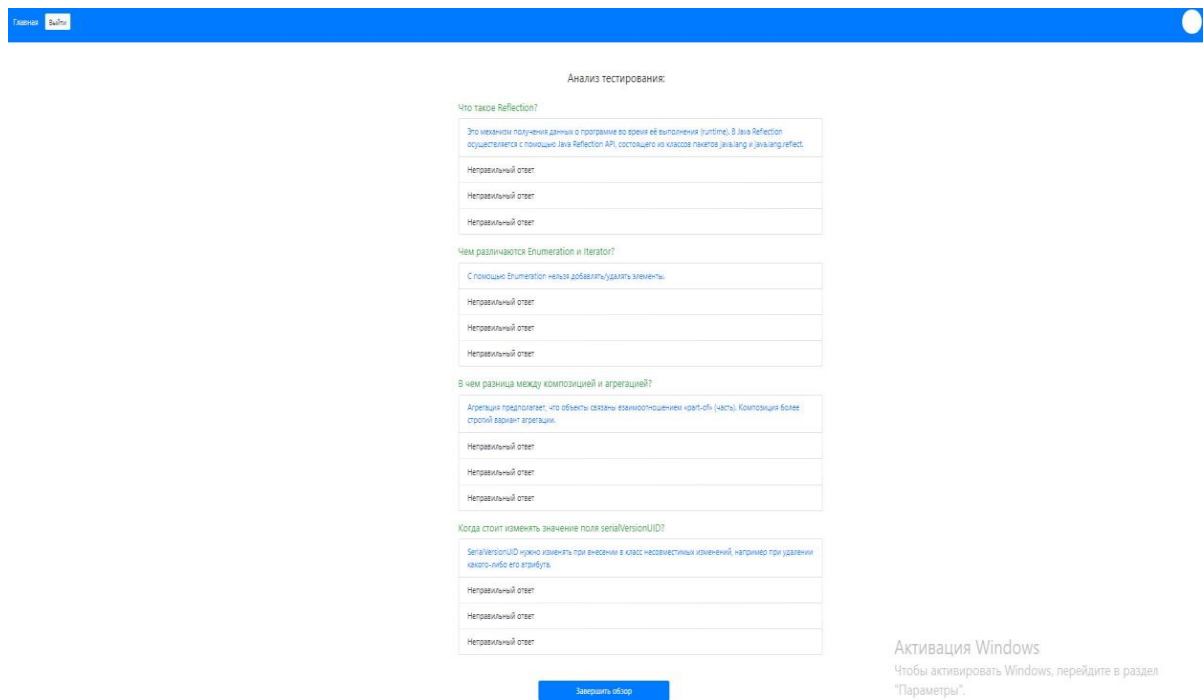 Главная Выйти
Анализ тестирования:
Что такое Reflection?
Это механизм получения данных о программе во время её выполнения (runtime). В Java Reflection
осуществляется с помощью Java Reflection API, состоящего из классов пакетов java.lang и java.lang.reflect.
Неправильный ответ
Неправильный ответ
Неправильный ответ
Чем различаются Enumeration и Iterator?
С помощью Enumeration нельзя добавлять/удалять элементы.
Неправильный ответ
Неправильный ответ
Неправильный ответ
В чем разница между композицией и агрегацией?
Агрегация предполагает, что объекты связаны взаимоотношением «part-of» (часть). Композиция более
строгий вариант агрегации.
Неправильный ответ
Неправильный ответ
Неправильный ответ
Когда стоит изменять значение поля serialVersionUID?
SerialVersionUID нужно изменять при внесении в класс несовместимых изменений, например при удалении
какого-либо его атрибута.
Неправильный ответ
Неправильный ответ
Неправильный ответ
Завершить обзор
Активация Windows
Чтобы активировать Windows, перейдите в раздел
"Параметры".